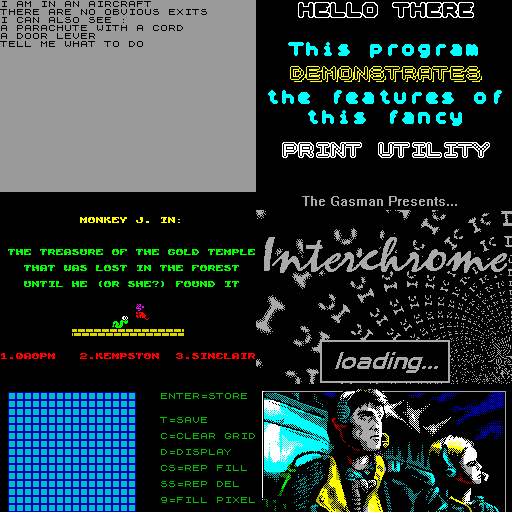 I AM IN AN AIRCRAFT
THERE ARE NO OBVIOUS EXITS
I CAN ALSO SEE :
A PARACHUTE WITH A CORD
A DOOR LEVER
TELL ME WHAT TO DO
HELLO THERE
This program
DEMONSTRATES
the features of
this fancy
PRINT UTILITY
MONKEY J. IN:
THE TREASURE OF THE GOLD TEMPLE
THAT WAS LOST IN THE FOREST
UNTIL HE (OR SHE?) FOUND IT
1.QAOPM 2.KEMPSTON 3.SINCLAIR
The Gasman Presents...
Interchrome
loading...
ENTER=STORE
T=SAVE
C=CLEAR GRID
D=DISPLAY
CS=REP FILL
SS=REP DEL
9=FILL PIXEL